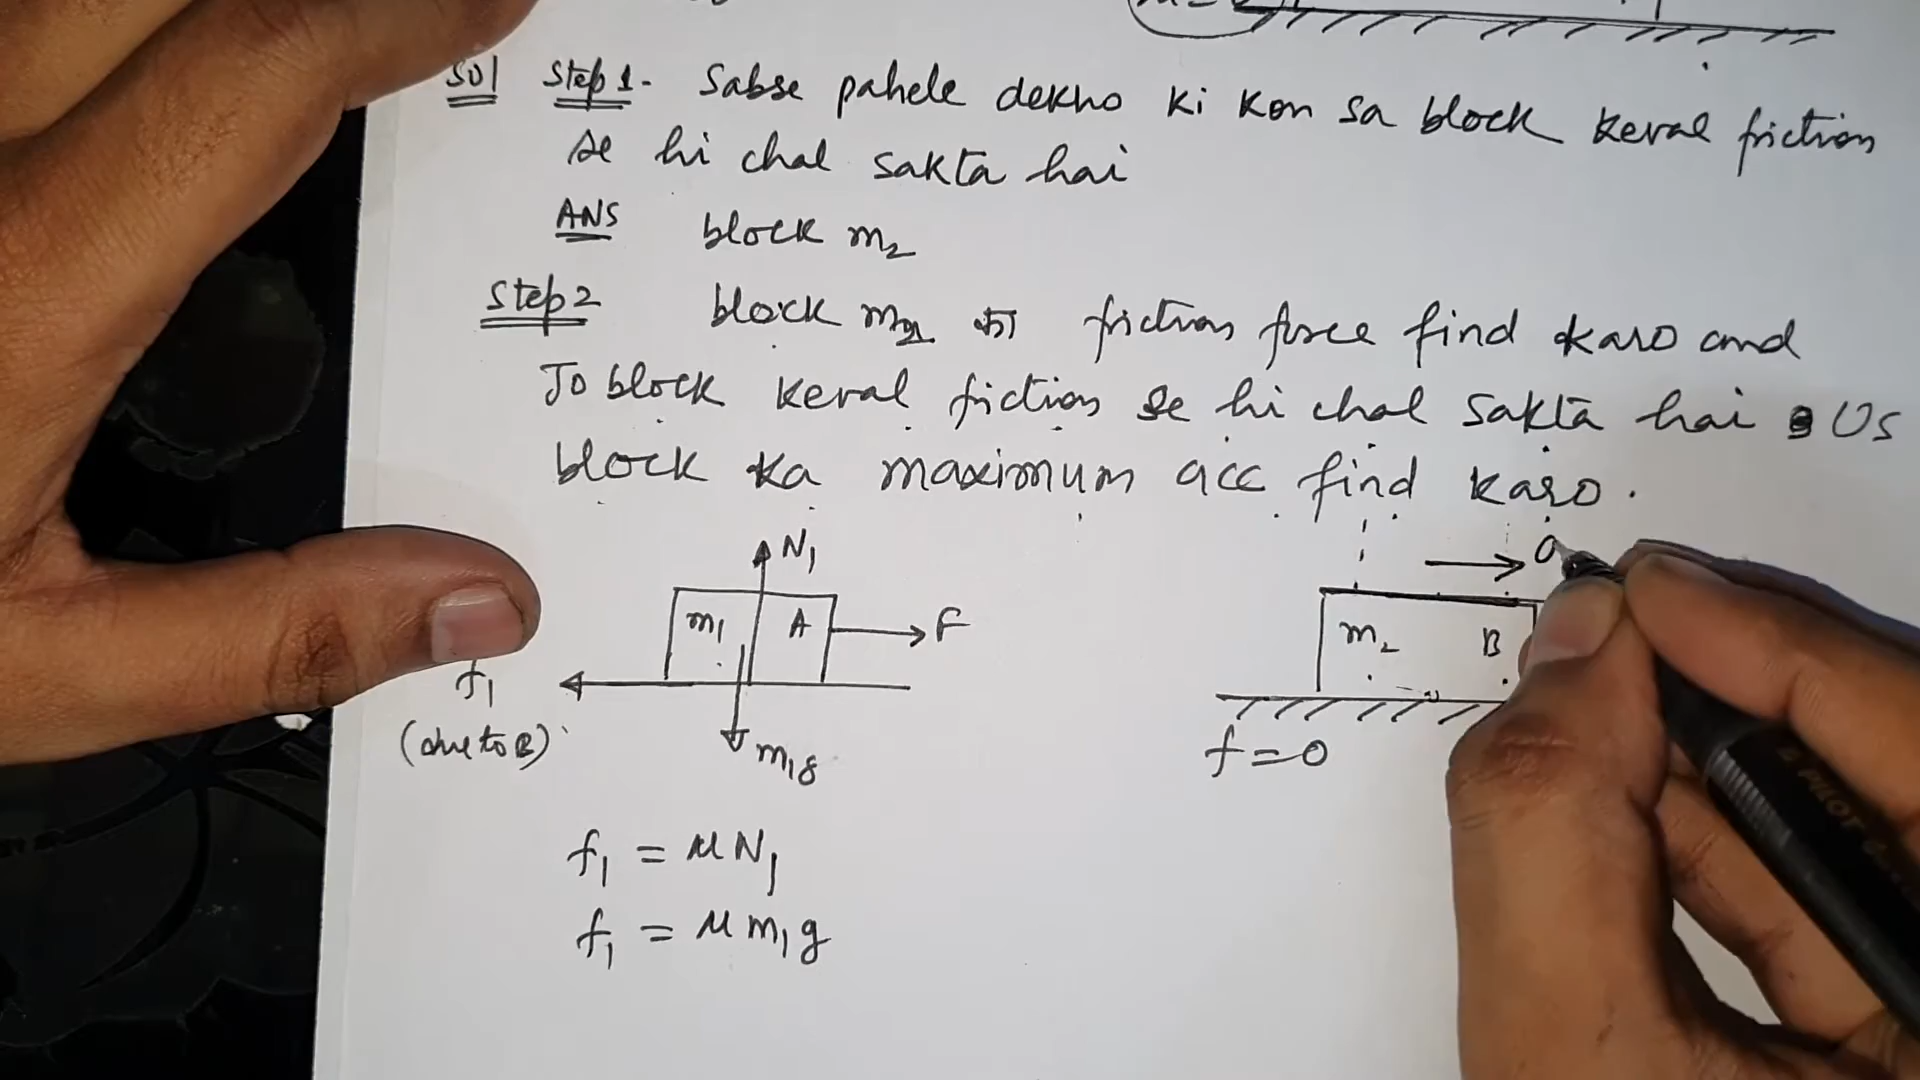 Sol Step 1- Sabse pahele dekho ki kon sa block keval friction
se hi chal sakta hai
ANS block m₂
Step 2 block m₂ का friction force find karo and
Jo block keval friction se hi chal sakta hai Us
block ka maximum acc find karo.
N₁
m₁ A F
m₂ B
f₁
(due to B)
m₁g
f = 0
f₁ = μN₁
f₁ = μm₁g
PILOT